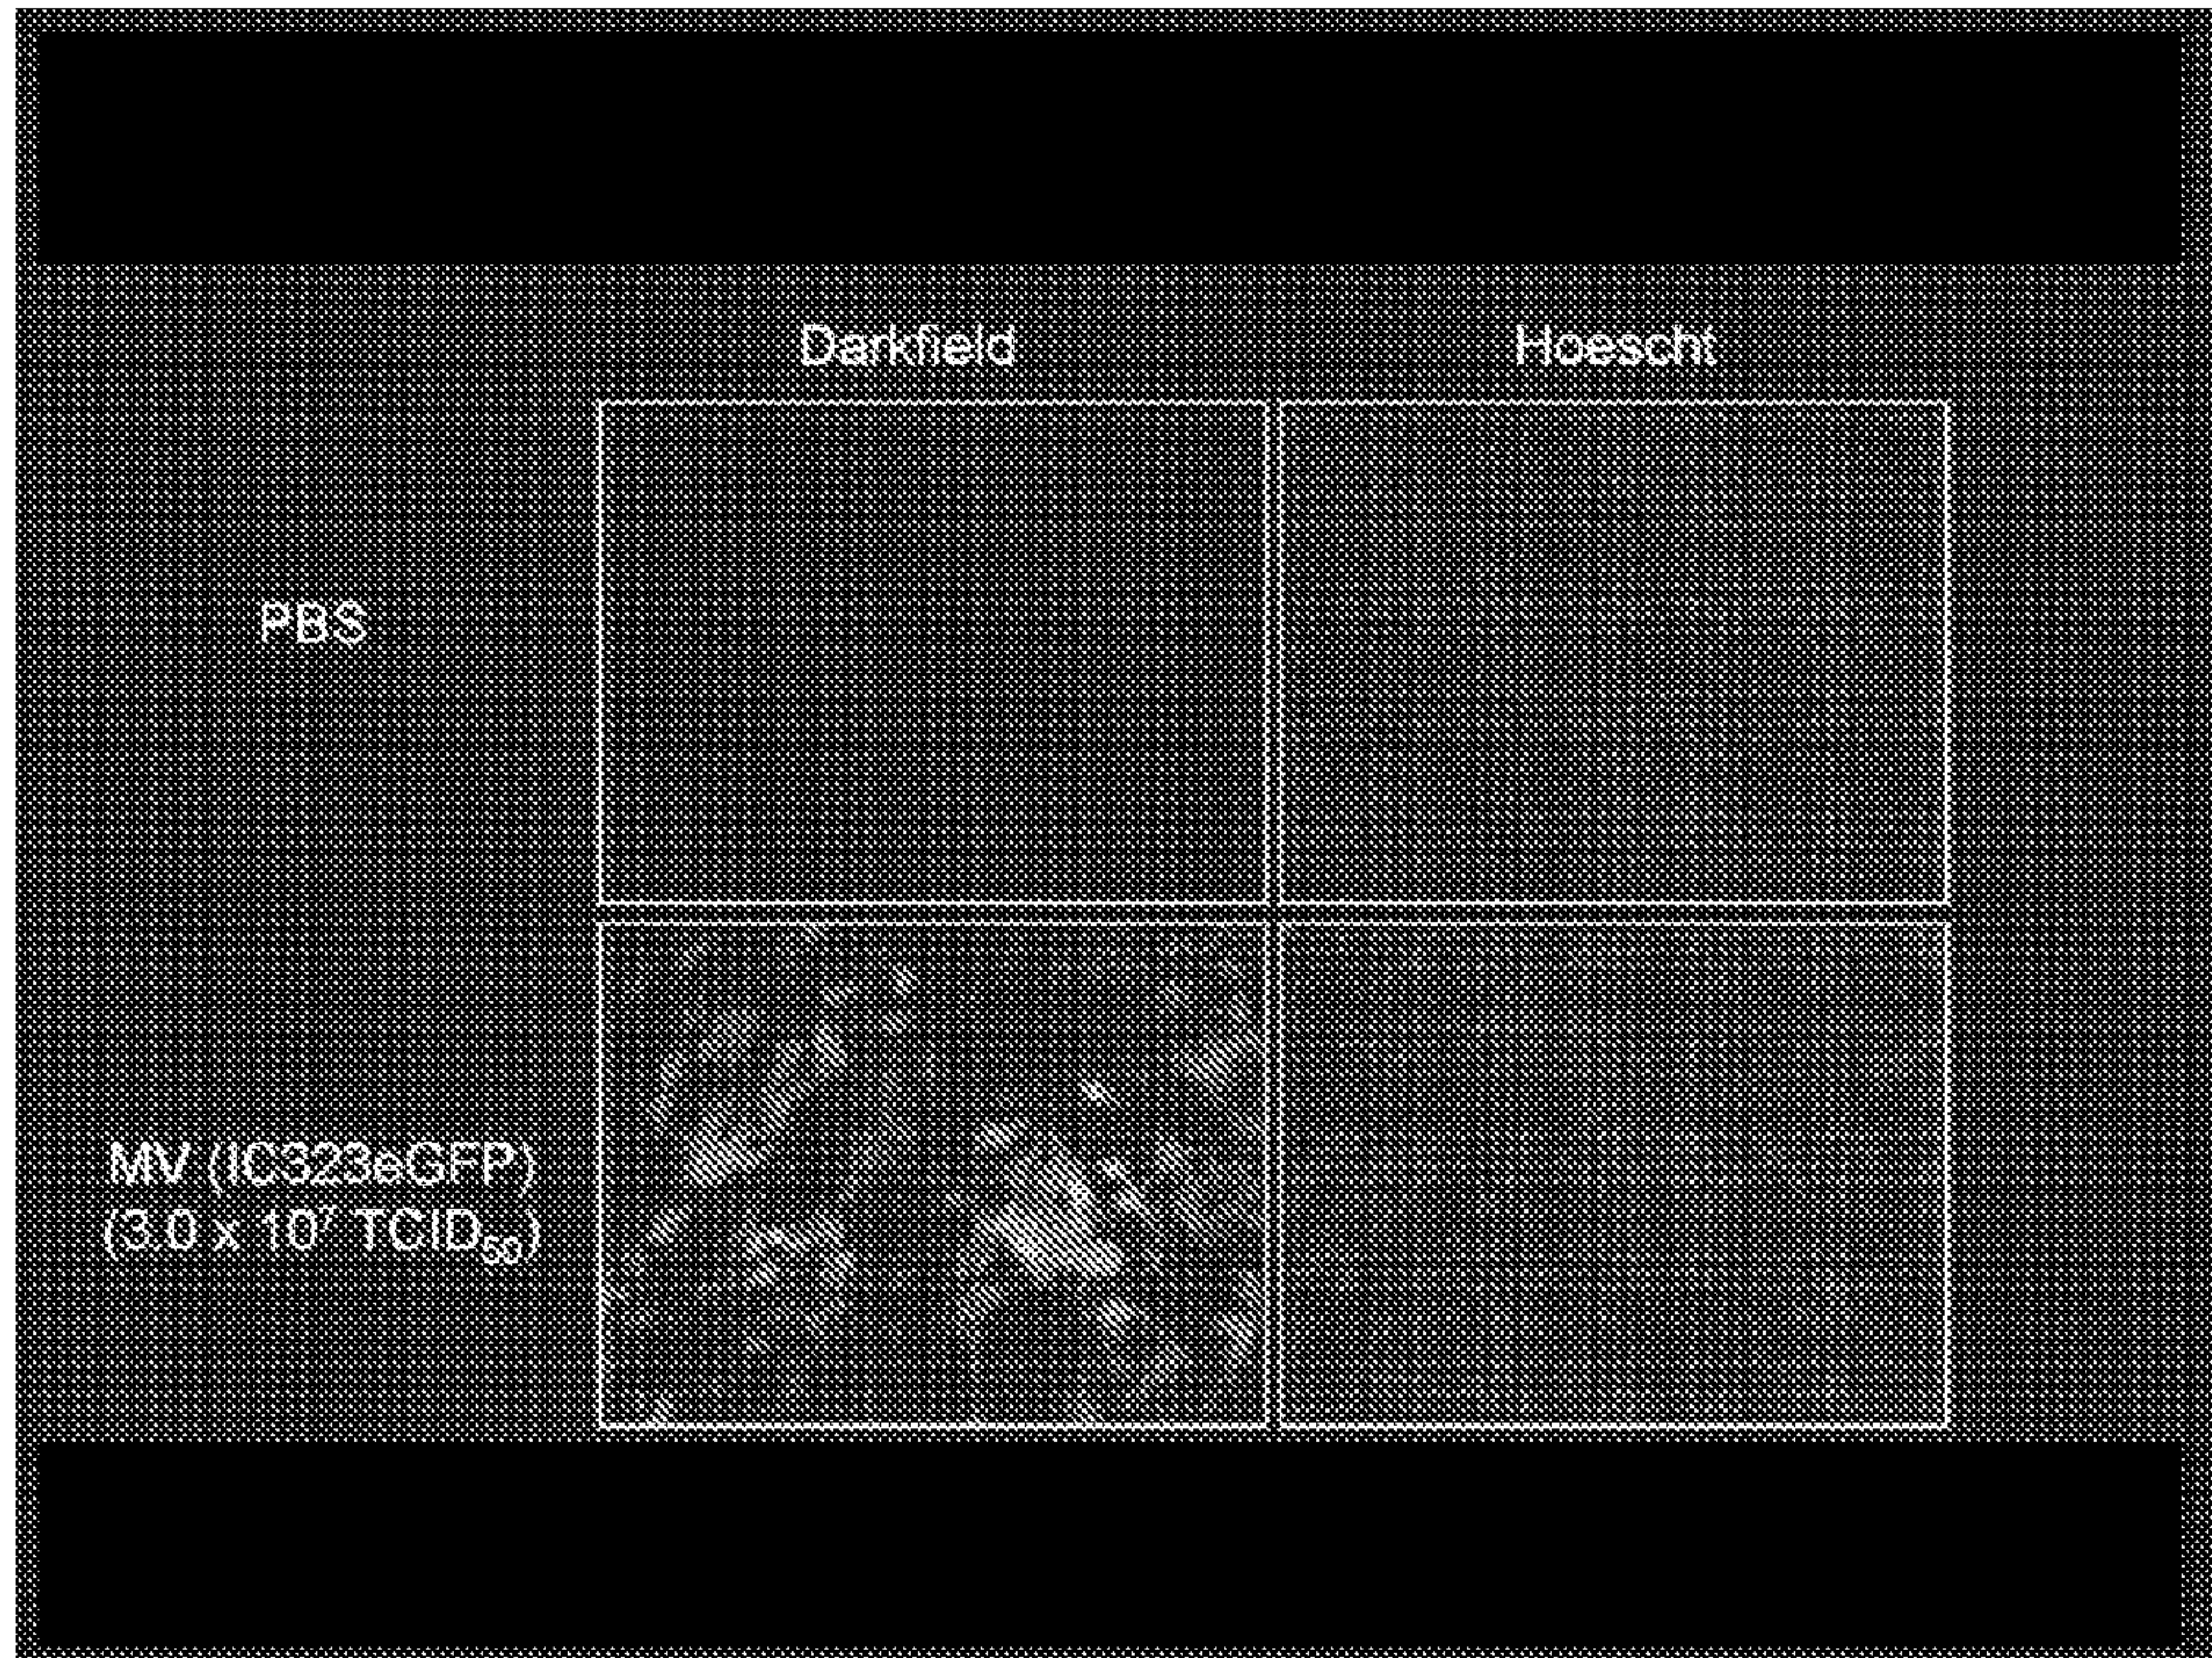 Darkfield Hoescht
PBS
MV (IC323eGFP)
(3.0 x 10⁷ TCID₅₀)